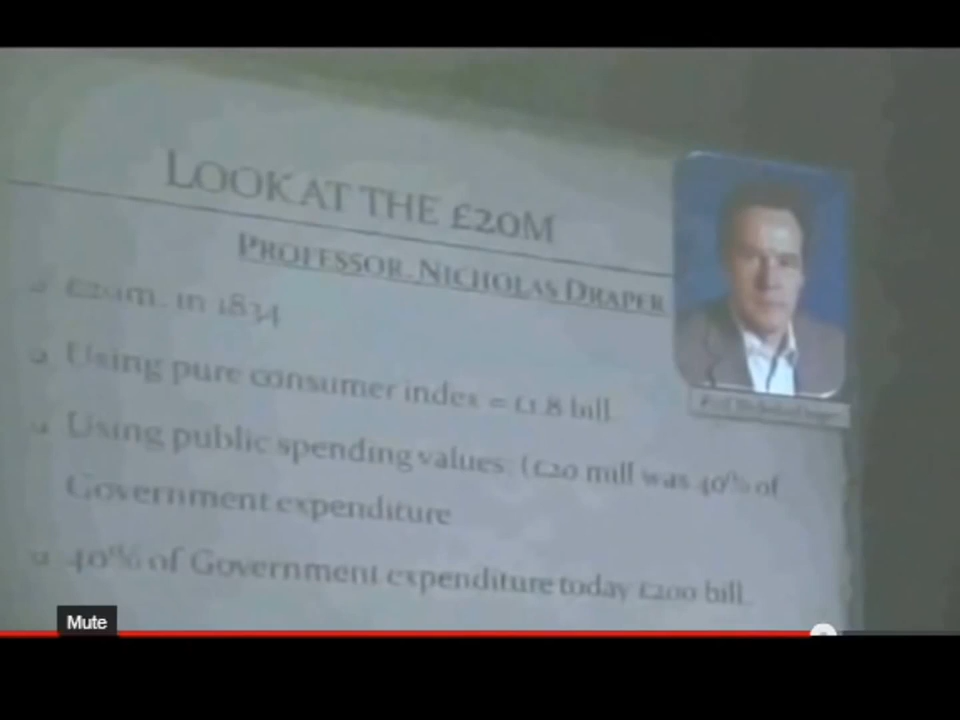 LOOK AT THE £20M
PROFESSOR NICHOLAS DRAPER
£20m. in 1834
Using pure consumer index = £1.8 bill
Using public spending values (£20 mill was 40% of
Government expenditure
40% of Government expenditure today £200 bill.
Mute